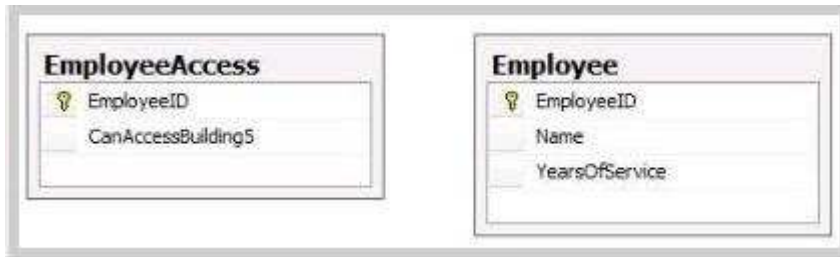 EmployeeAccess
EmployeeID
CanAccessBuilding5
Employee
EmployeeID
Name
YearsOfService